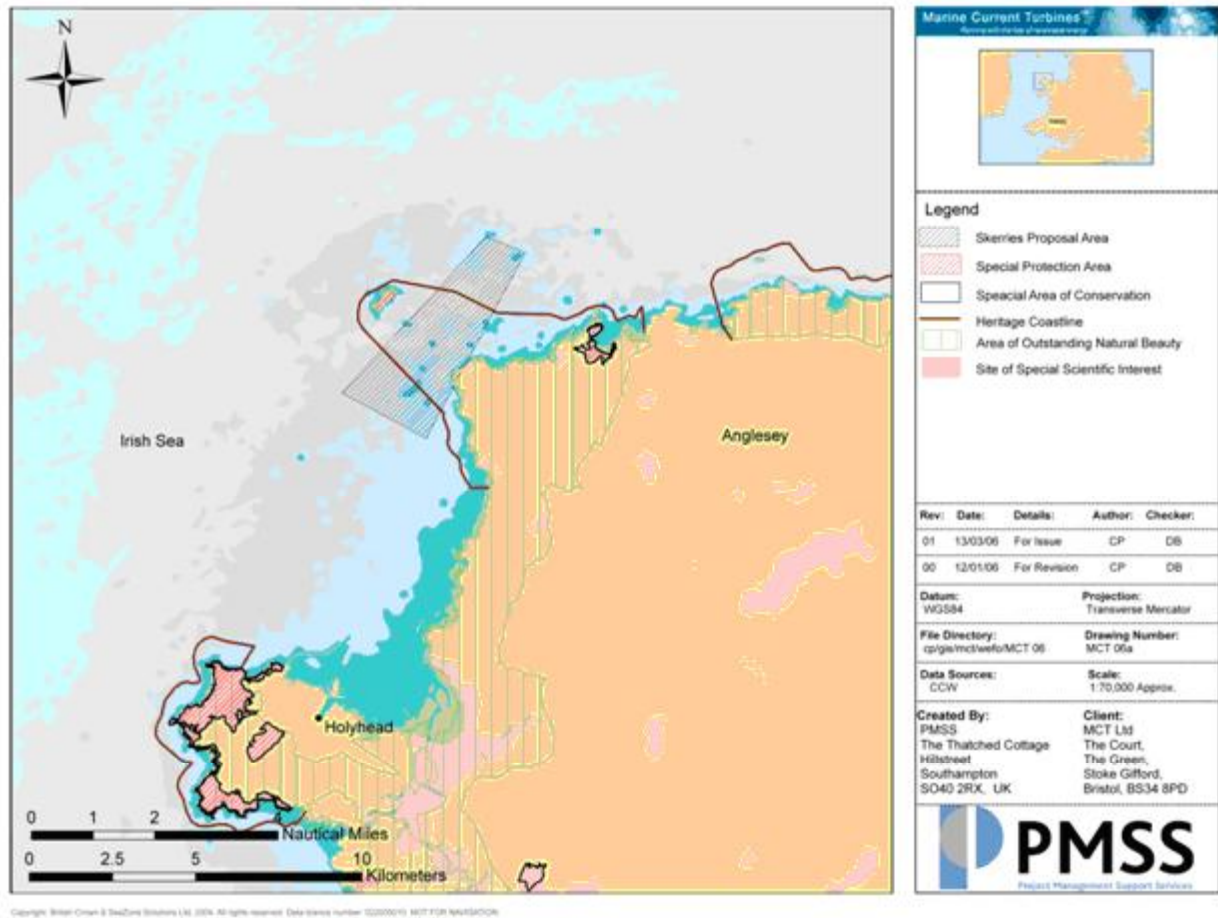 N
Irish Sea
Anglesey
Holyhead
0 1 2 4
Nautical Miles
0 2.5 5 10
Kilometers
Marine Current Turbines
Legend
Skerries Proposal Area
Special Protection Area
Speacial Area of Conservation
Heritage Coastline
Area of Outstanding Natural Beauty
Site of Special Scientific Interest
Rev: Date: Details: Author: Checker:
01 13/03/06 For Issue CP DB
00 12/01/06 For Revision CP DB
Datum: Projection:
WGS84 Transverse Mercator
File Directory: Drawing Number:
cp/gis/mct/wefo/MCT 06 MCT 06a
Data Sources: Scale:
CCW 1:70,000 Approx.
Created By: Client:
PMSS MCT Ltd
The Thatched Cottage The Court,
Hillstreet The Green,
Southampton Stoke Gifford,
SO40 2RX, UK Bristol, BS34 8PD
PMSS
Project Management Support Services